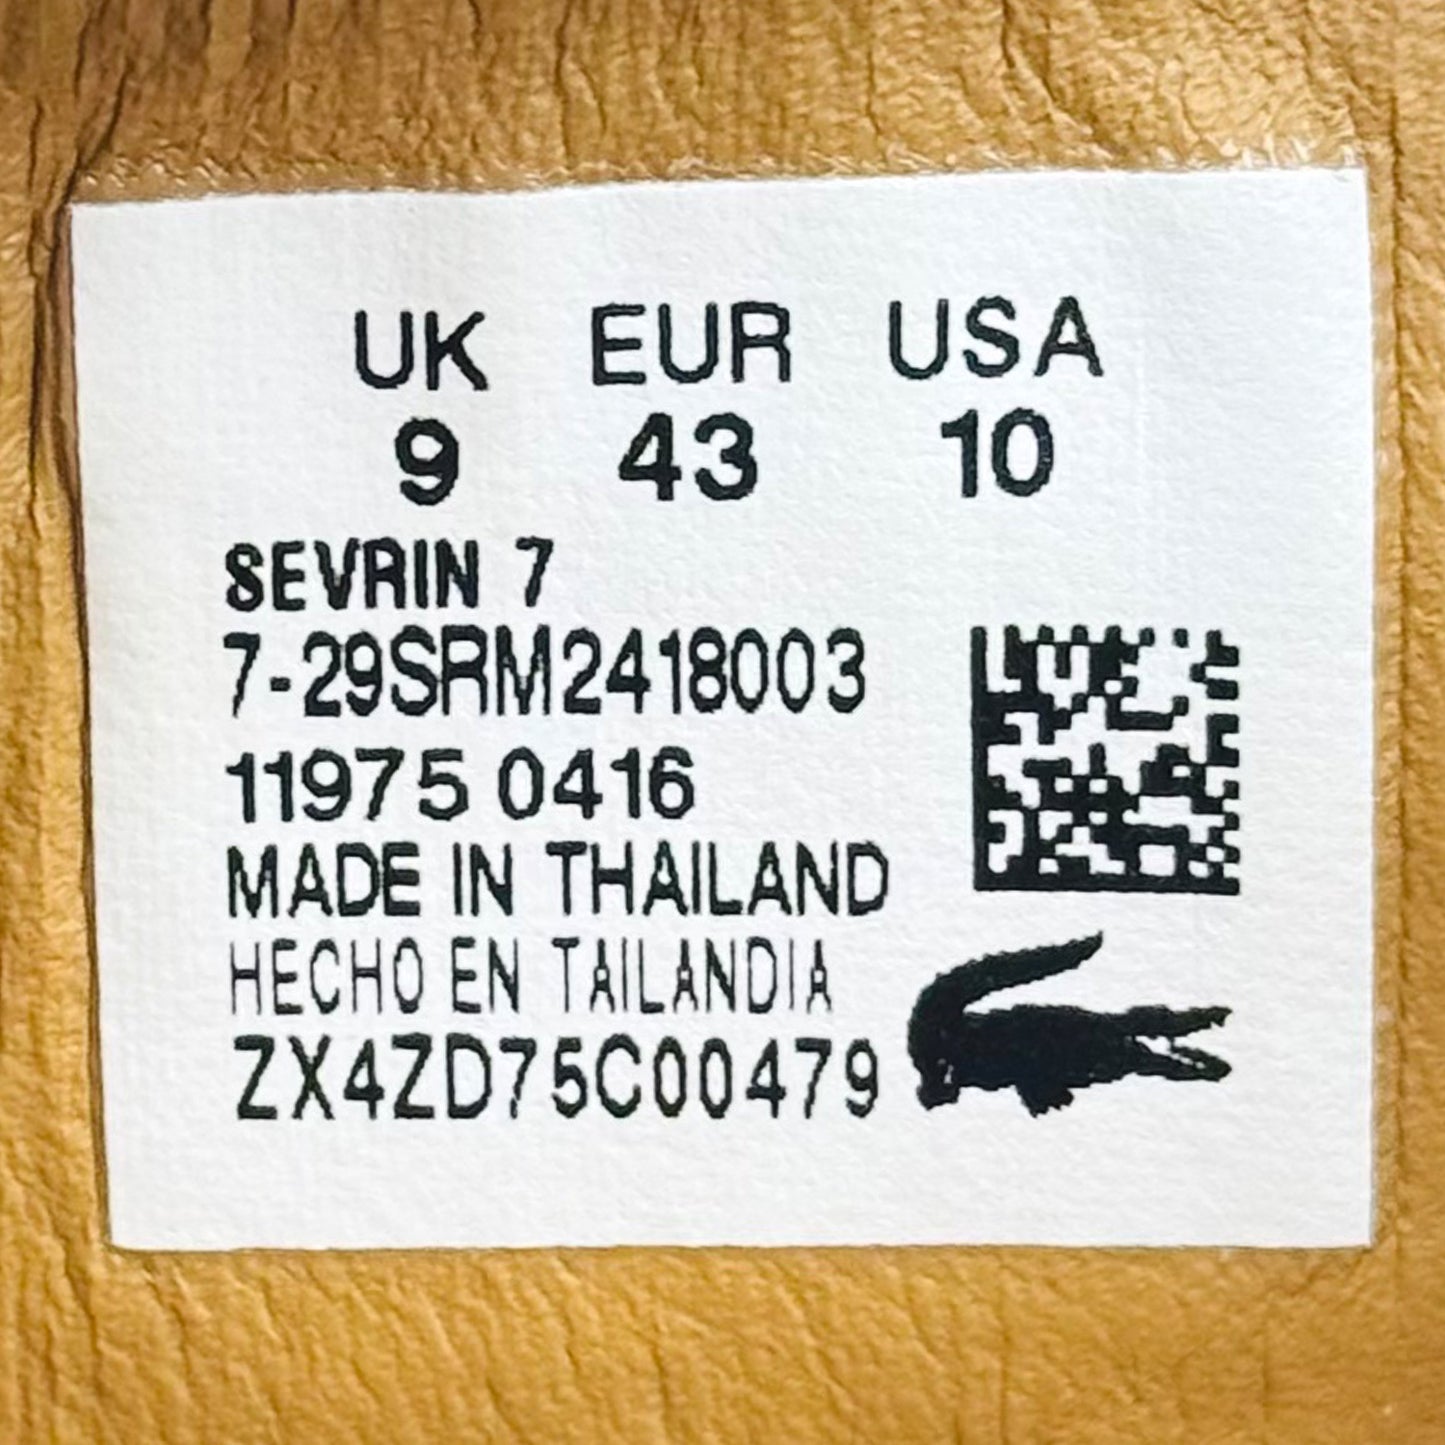 UK EUR USA
9 43 10
SEVRIN 7
7-29SRM2418003
11975 0416
MADE IN THAILAND
HECHO EN TAILANDIA
ZX4ZD75C00479